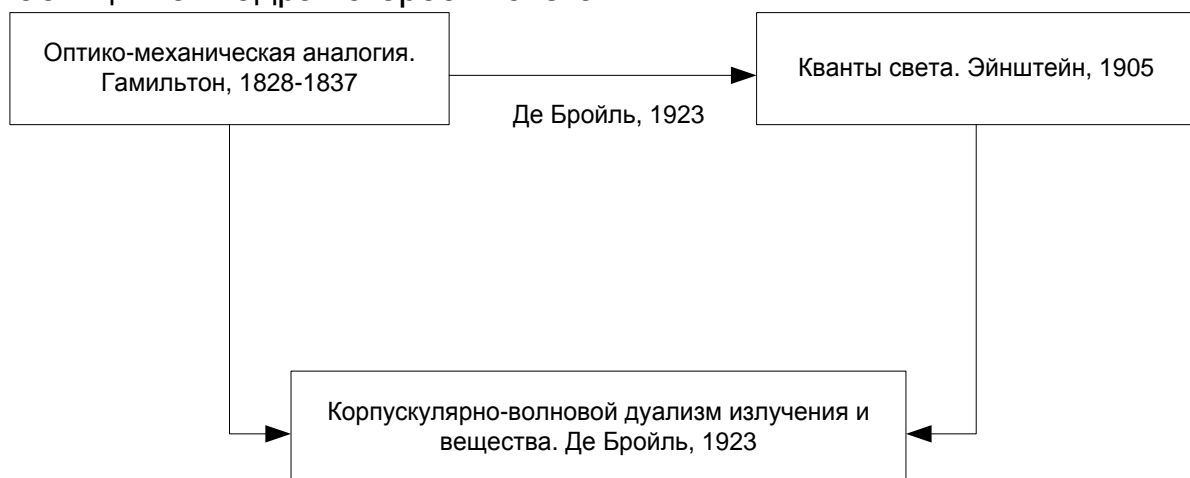 Оптико-механическая аналогия.
Гамильтон, 1828-1837
Кванты света. Эйнштейн, 1905
Де Бройль, 1923
Корпускулярно-волновой дуализм излучения и
вещества. Де Бройль, 1923